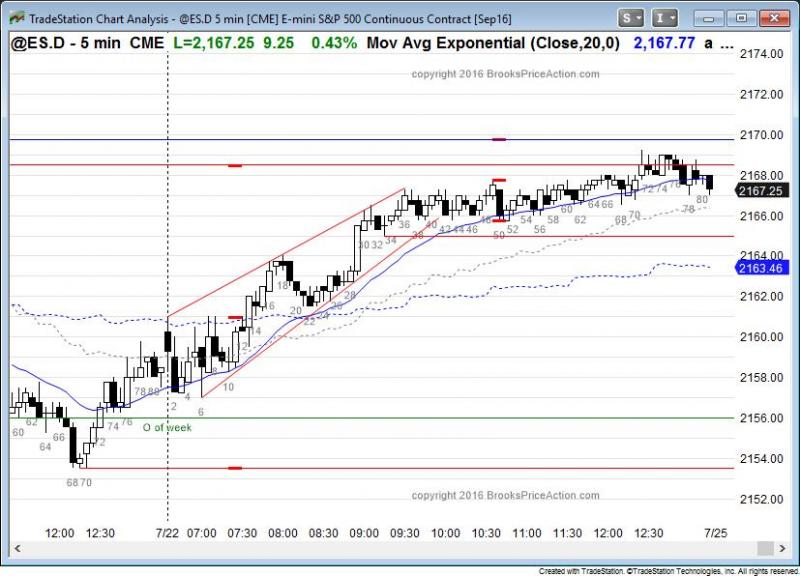 TradeStation Chart Analysis - @ES.D 5 min [CME] E-mini S&P 500 Continuous Contract [Sep16]
S I
@ES.D - 5 min CME L=2,167.25 9.25 0.43% Mov Avg Exponential (Close,20,0) 2,167.77 a ...
copyright 2016 BrooksPriceAction.com
2174.00
2172.00
2170.00
2168.00
2167.25
2166.00
2164.00
2163.46
2162.00
2160.00
2158.00
2156.00
2154.00
2152.00
72 74 76
80
78
60 64 66
68 70
36
30 32 34 38 40 42 44 46 48 50 52 54 56 58 62
18
16 20 22 24 28
14
12
10
78 80 2 4 6
60 62 64 66 72 74 76
O of week
68 70
copyright 2016 BrooksPriceAction.com
12:00 12:30 7/22 07:00 07:30 08:00 08:30 09:00 09:30 10:00 10:30 11:00 11:30 12:00 12:30 7/25
Created with TradeStation. ©TradeStation Technologies, Inc. All rights reserved.